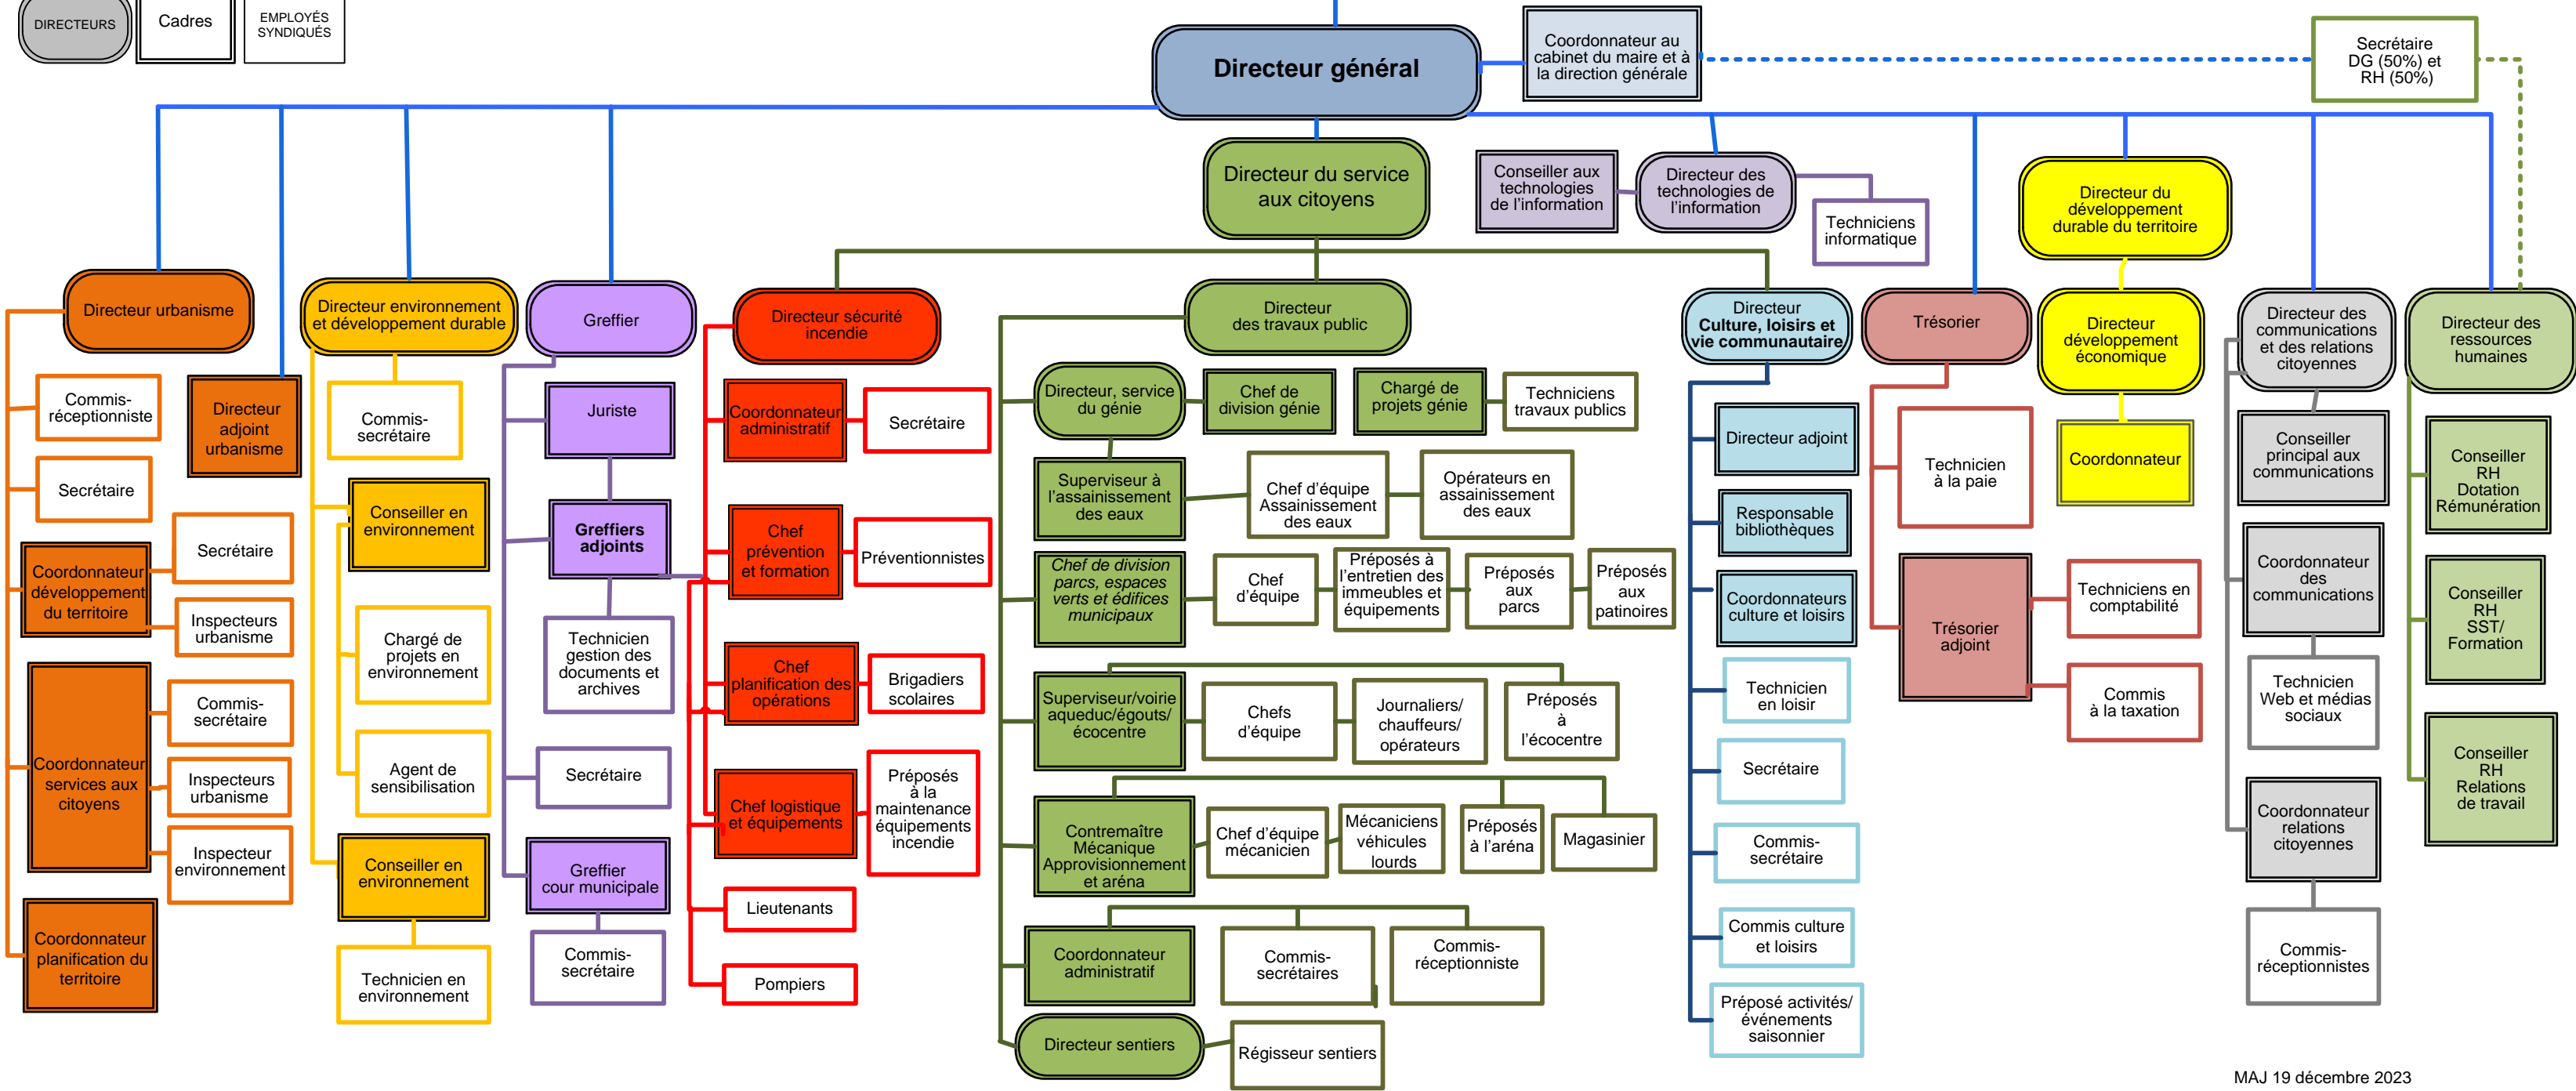 DIRECTEURS
Cadres
EMPLOYÉS
SYNDIQUÉS
Directeur général
Coordonnateur au
cabinet du maire et à
la direction générale
Secrétaire
DG (50%) et
RH (50%)
Directeur du service
aux citoyens
Conseiller aux
technologies
de l'information
Directeur des
technologies de
l'information
Techniciens
informatique
Directeur du
développement
durable du territoire
Directeur urbanisme
Commis-
réceptionniste
Directeur
adjoint
urbanisme
Secrétaire
Coordonnateur
développement
du territoire
Secrétaire
Inspecteurs
urbanisme
Coordonnateur
services aux
citoyens
Commis-
secrétaire
Inspecteurs
urbanisme
Inspecteur
environnement
Coordonnateur
planification du
territoire
Directeur environnement
et développement durable
Commis-
secrétaire
Conseiller en
environnement
Chargé de
projets en
environnement
Agent de
sensibilisation
Conseiller en
environnement
Technicien en
environnement
Greffier
Juriste
Greffiers
adjoints
Technicien
gestion des
documents et
archives
Secrétaire
Greffier
cour municipale
Commis-
secrétaire
Directeur sécurité
incendie
Coordonnateur
administratif
Secrétaire
Chef
prévention
et formation
Préventionnistes
Chef
planification des
opérations
Brigadiers
scolaires
Chef logistique
et équipements
Préposés
à la
maintenance
équipements
incendie
Lieutenants
Pompiers
Directeur
des travaux public
Directeur, service
du génie
Chef de
division génie
Chargé de
projets génie
Techniciens
travaux publics
Superviseur à
l'assainissement
des eaux
Chef d'équipe
Assainissement
des eaux
Opérateurs en
assainissement
des eaux
Chef de division
parcs, espaces
verts et édifices
municipaux
Chef
d'équipe
Préposés à
l'entretien des
immeubles et
équipements
Préposés
aux
parcs
Préposés
aux
patinoires
Superviseur/voirie
aqueduc/égouts/
écocentre
Chefs
d'équipe
Journaliers/
chauffeurs/
opérateurs
Préposés
à
l'écocentre
Contremaître
Mécanique
Approvisionnement
et aréna
Chef d'équipe
mécanicien
Mécaniciens
véhicules
lourds
Préposés
à l'aréna
Magasinier
Coordonnateur
administratif
Commis-
secrétaires
Commis-
réceptionniste
Directeur sentiers
Régisseur sentiers
Directeur
Culture, loisirs et
vie communautaire
Directeur adjoint
Responsable
bibliothèques
Coordonnateurs
culture et loisirs
Technicien
en loisir
Secrétaire
Commis-
secrétaire
Commis culture
et loisirs
Préposé activités/
événements
saisonnier
Trésorier
Technicien
à la paie
Trésorier
adjoint
Techniciens en
comptabilité
Commis
à la taxation
Directeur
développement
économique
Coordonnateur
Directeur des
communications
et des relations
citoyennes
Conseiller
principal aux
communications
Coordonnateur
des
communications
Technicien
Web et médias
sociaux
Coordonnateur
relations
citoyennes
Commis-
réceptionnistes
Directeur des
ressources
humaines
Conseiller
RH
Dotation
Rémunération
Conseiller
RH
SST/
Formation
Conseiller
RH
Relations
de travail
MAJ 19 décembre 2023